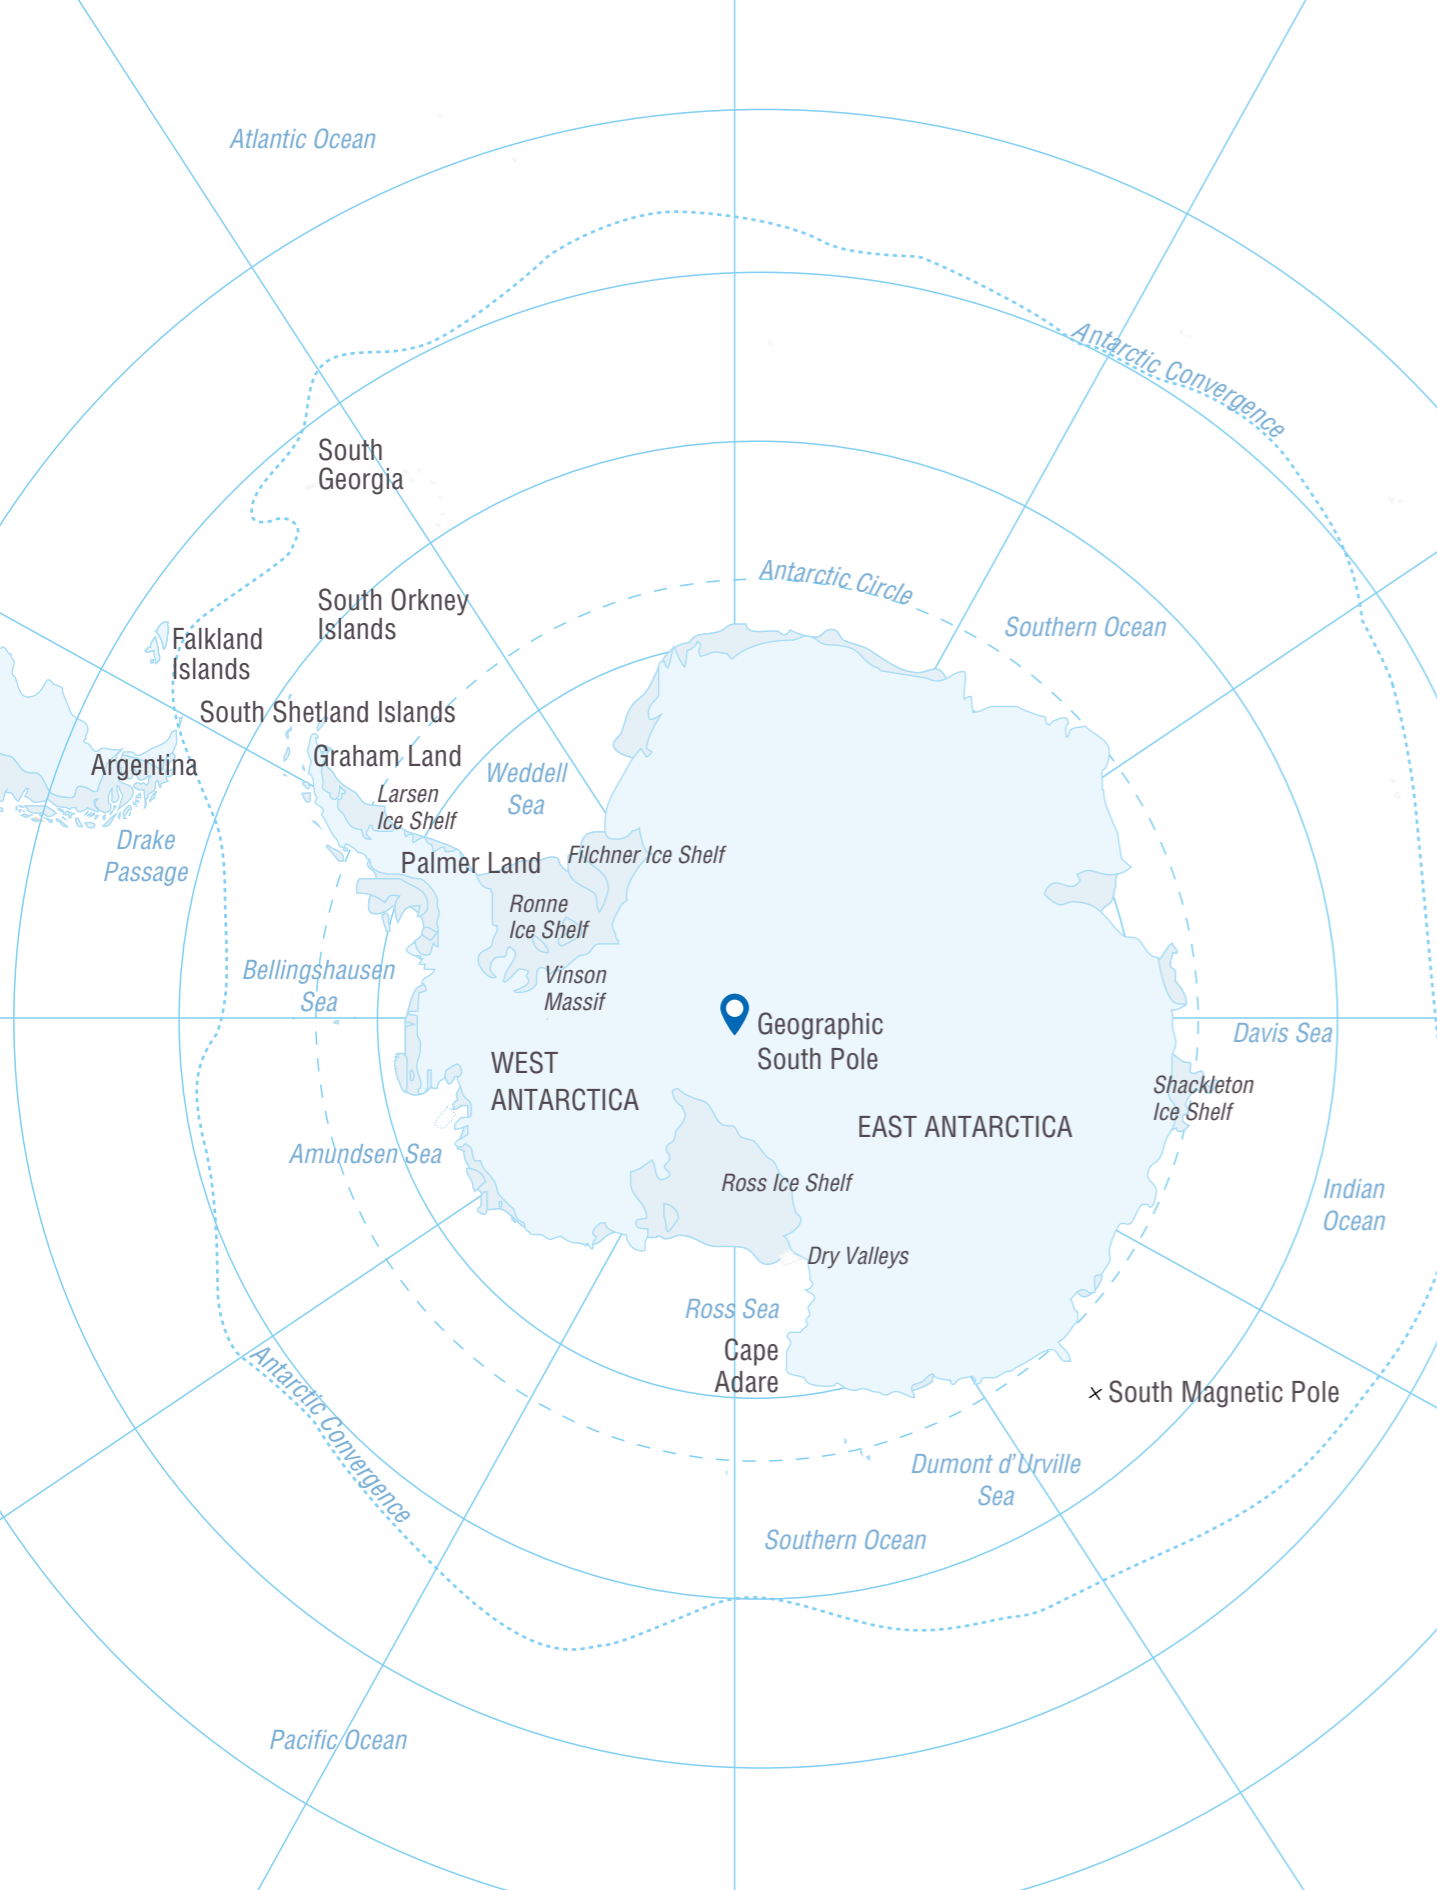 Atlantic Ocean
Antarctic Convergence
South
Georgia
Antarctic Circle
South Orkney
Islands
Southern Ocean
Falkland
Islands
South Shetland Islands
Graham Land
Argentina
Weddell
Sea
Larsen
Ice Shelf
Drake
Passage
Palmer Land
Filchner Ice Shelf
Ronne
Ice Shelf
Bellingshausen
Sea
Vinson
Massif
Geographic
South Pole
Davis Sea
WEST
ANTARCTICA
Shackleton
Ice Shelf
EAST ANTARCTICA
Amundsen Sea
Ross Ice Shelf
Indian
Ocean
Dry Valleys
Ross Sea
Cape
Adare
South Magnetic Pole
Antarctic Convergence
Dumont d'Urville
Sea
Southern Ocean
Pacific Ocean